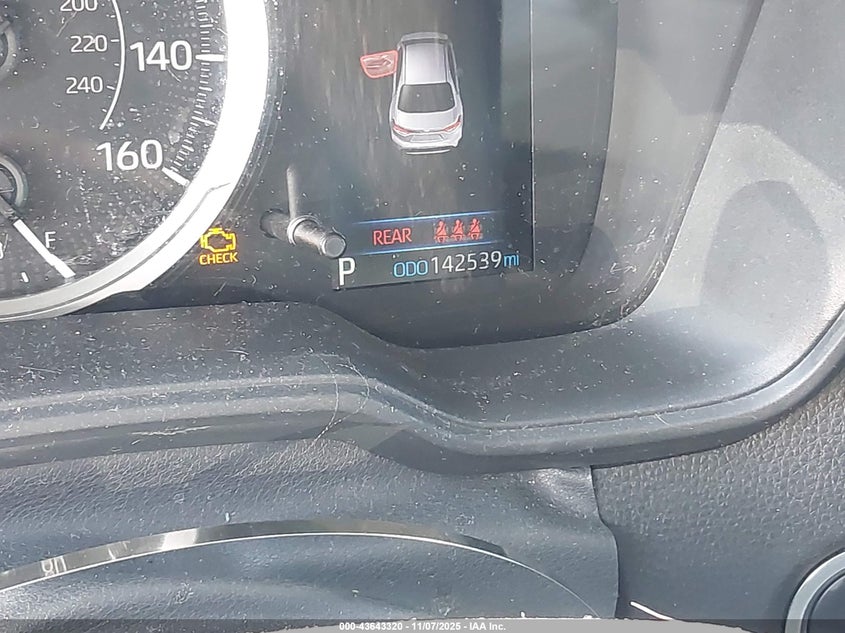 200
220
240
140
160
F
CHECK
REAR
P
ODO 142539 mi
000-43643320 - 11/07/2025 - IAA Inc.